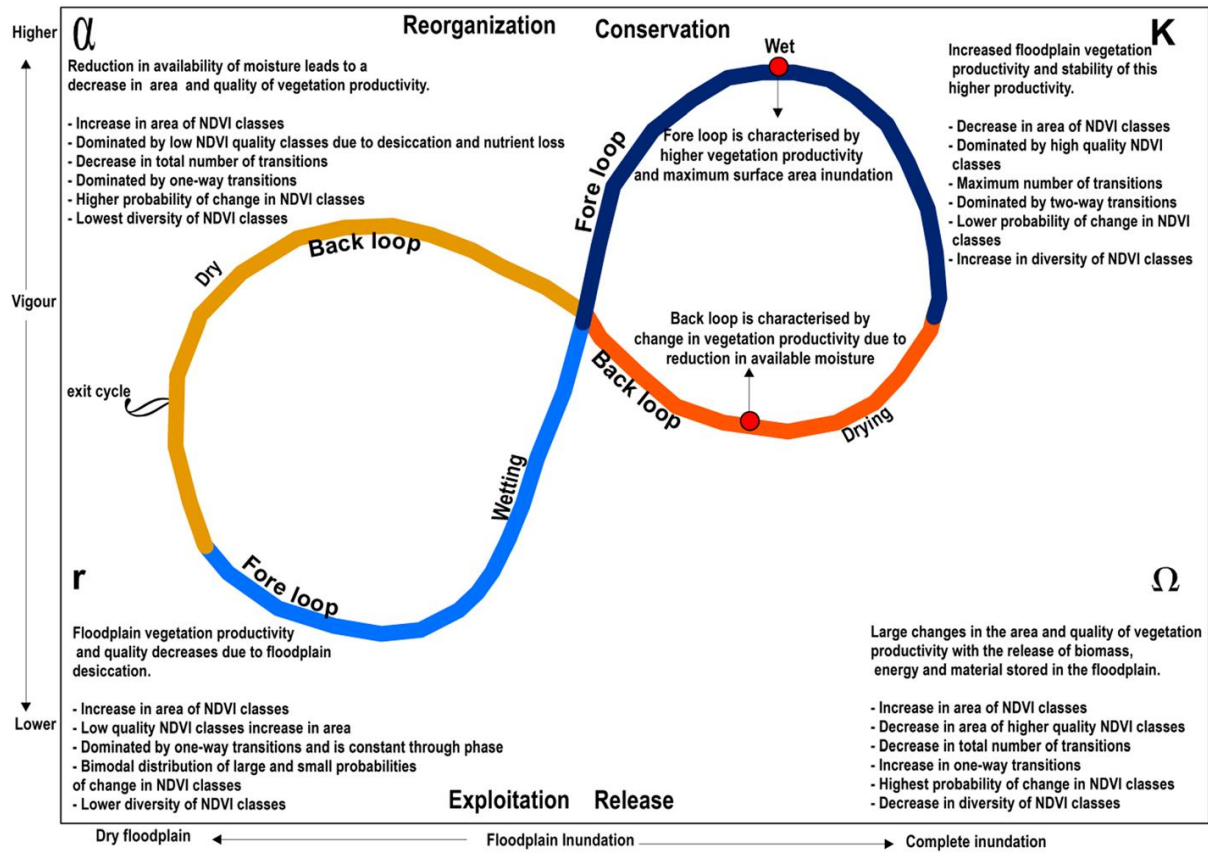 Higher
α
Reorganization
Conservation
K
Reduction in availability of moisture leads to a
decrease in area and quality of vegetation productivity.
- Increase in area of NDVI classes
- Dominated by low NDVI quality classes due to desiccation and nutrient loss
- Decrease in total number of transitions
- Dominated by one-way transitions
- Higher probability of change in NDVI classes
- Lowest diversity of NDVI classes
Wet
Fore loop is characterised by
higher vegetation productivity
and maximum surface area inundation
Fore loop
Increased floodplain vegetation
productivity and stability of this
higher productivity.
- Decrease in area of NDVI classes
- Dominated by high quality NDVI
classes
- Maximum number of transitions
- Dominated by two-way transitions
- Lower probability of change in NDVI
classes
- Increase in diversity of NDVI classes
Back loop
Dry
Vigour
exit cycle
Back loop is characterised by
change in vegetation productivity due to
reduction in available moisture
Back loop
Drying
Wetting
Fore loop
r
Floodplain vegetation productivity
and quality decreases due to floodplain
desiccation.
- Increase in area of NDVI classes
- Low quality NDVI classes increase in area
- Dominated by one-way transitions and is constant through phase
- Bimodal distribution of large and small probabilities
of change in NDVI classes
- Lower diversity of NDVI classes
Lower
Ω
Large changes in the area and quality of vegetation
productivity with the release of biomass,
energy and material stored in the floodplain.
- Increase in area of NDVI classes
- Decrease in area of higher quality NDVI classes
- Decrease in total number of transitions
- Increase in one-way transitions
- Highest probability of change in NDVI classes
- Decrease in diversity of NDVI classes
Exploitation
Release
Dry floodplain
Floodplain Inundation
Complete inundation